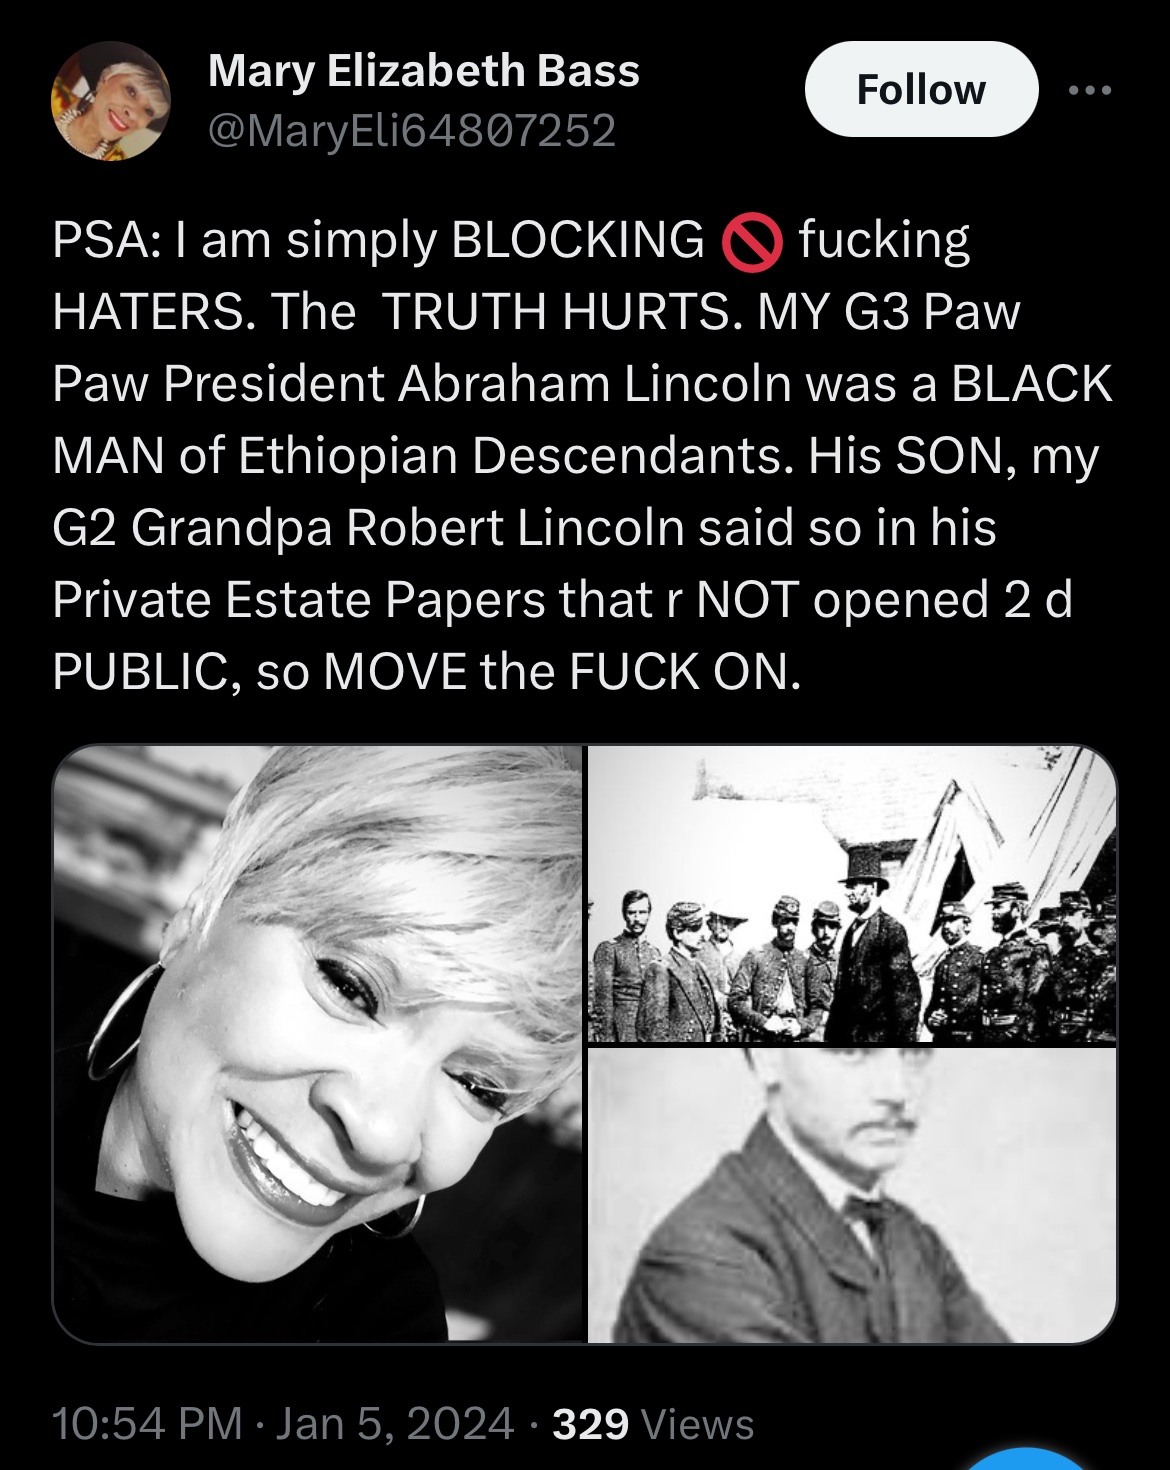 Mary Elizabeth Bass
Follow
@MaryEli64807252
PSA: I am simply BLOCKING 🚫 fucking
HATERS. The  TRUTH HURTS. MY G3 Paw
Paw President Abraham Lincoln was a BLACK
MAN of Ethiopian Descendants. His SON, my
G2 Grandpa Robert Lincoln said so in his
Private Estate Papers that r NOT opened 2 d
PUBLIC, so MOVE the FUCK ON.
10:54 PM · Jan 5, 2024 · 329 Views